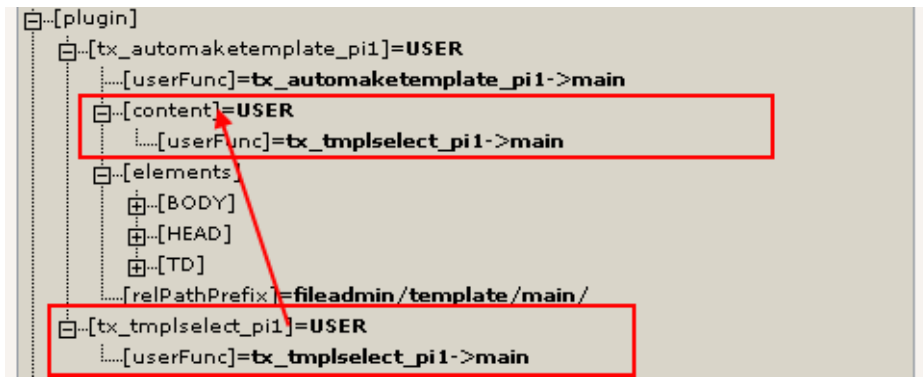 [plugin]
[tx_automaketemplate_pi1]=USER
[userFunc]=tx_automaketemplate_pi1->main
[content]=USER
[userFunc]=tx_tmplselect_pi1->main
[elements]
[BODY]
[HEAD]
[TD]
[relPathPrefix]=fileadmin/template/main/
[tx_tmplselect_pi1]=USER
[userFunc]=tx_tmplselect_pi1->main